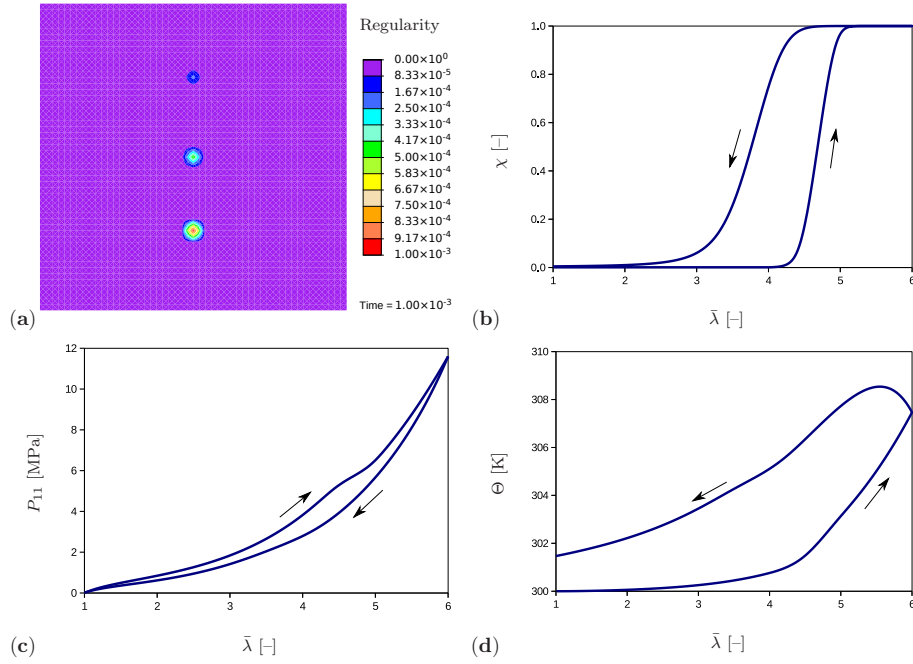 Regularity
0.00×10⁰
8.33×10⁻⁵
1.67×10⁻⁴
2.50×10⁻⁴
3.33×10⁻⁴
4.17×10⁻⁴
5.00×10⁻⁴
5.83×10⁻⁴
6.67×10⁻⁴
7.50×10⁻⁴
8.33×10⁻⁴
9.17×10⁻⁴
1.00×10⁻³
Time = 1.00×10⁻³
(a)
1.0
0.8
0.6
0.4
0.2
0.0
χ [–]
1 2 3 4 5 6
λ̄ [–]
(b)
12
10
8
6
4
2
0
P₁₁ [MPa]
1 2 3 4 5 6
λ̄ [–]
(c)
310
308
306
304
302
300
Θ [K]
1 2 3 4 5 6
λ̄ [–]
(d)